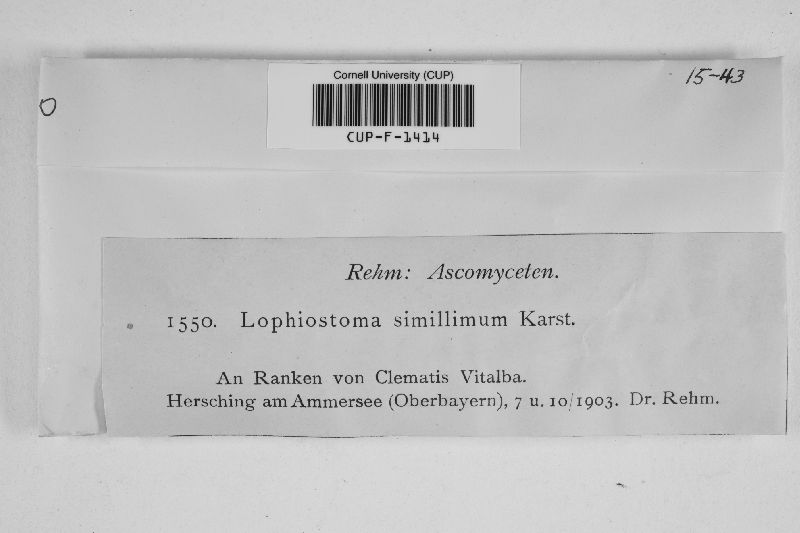 Cornell University (CUP)
CUP-F-1414
15-43
O
Rehm: Ascomyceten.
1550. Lophiostoma simillimum Karst.
An Ranken von Clematis Vitalba.
Hersching am Ammersee (Oberbayern), 7 u. 10/1903. Dr. Rehm.